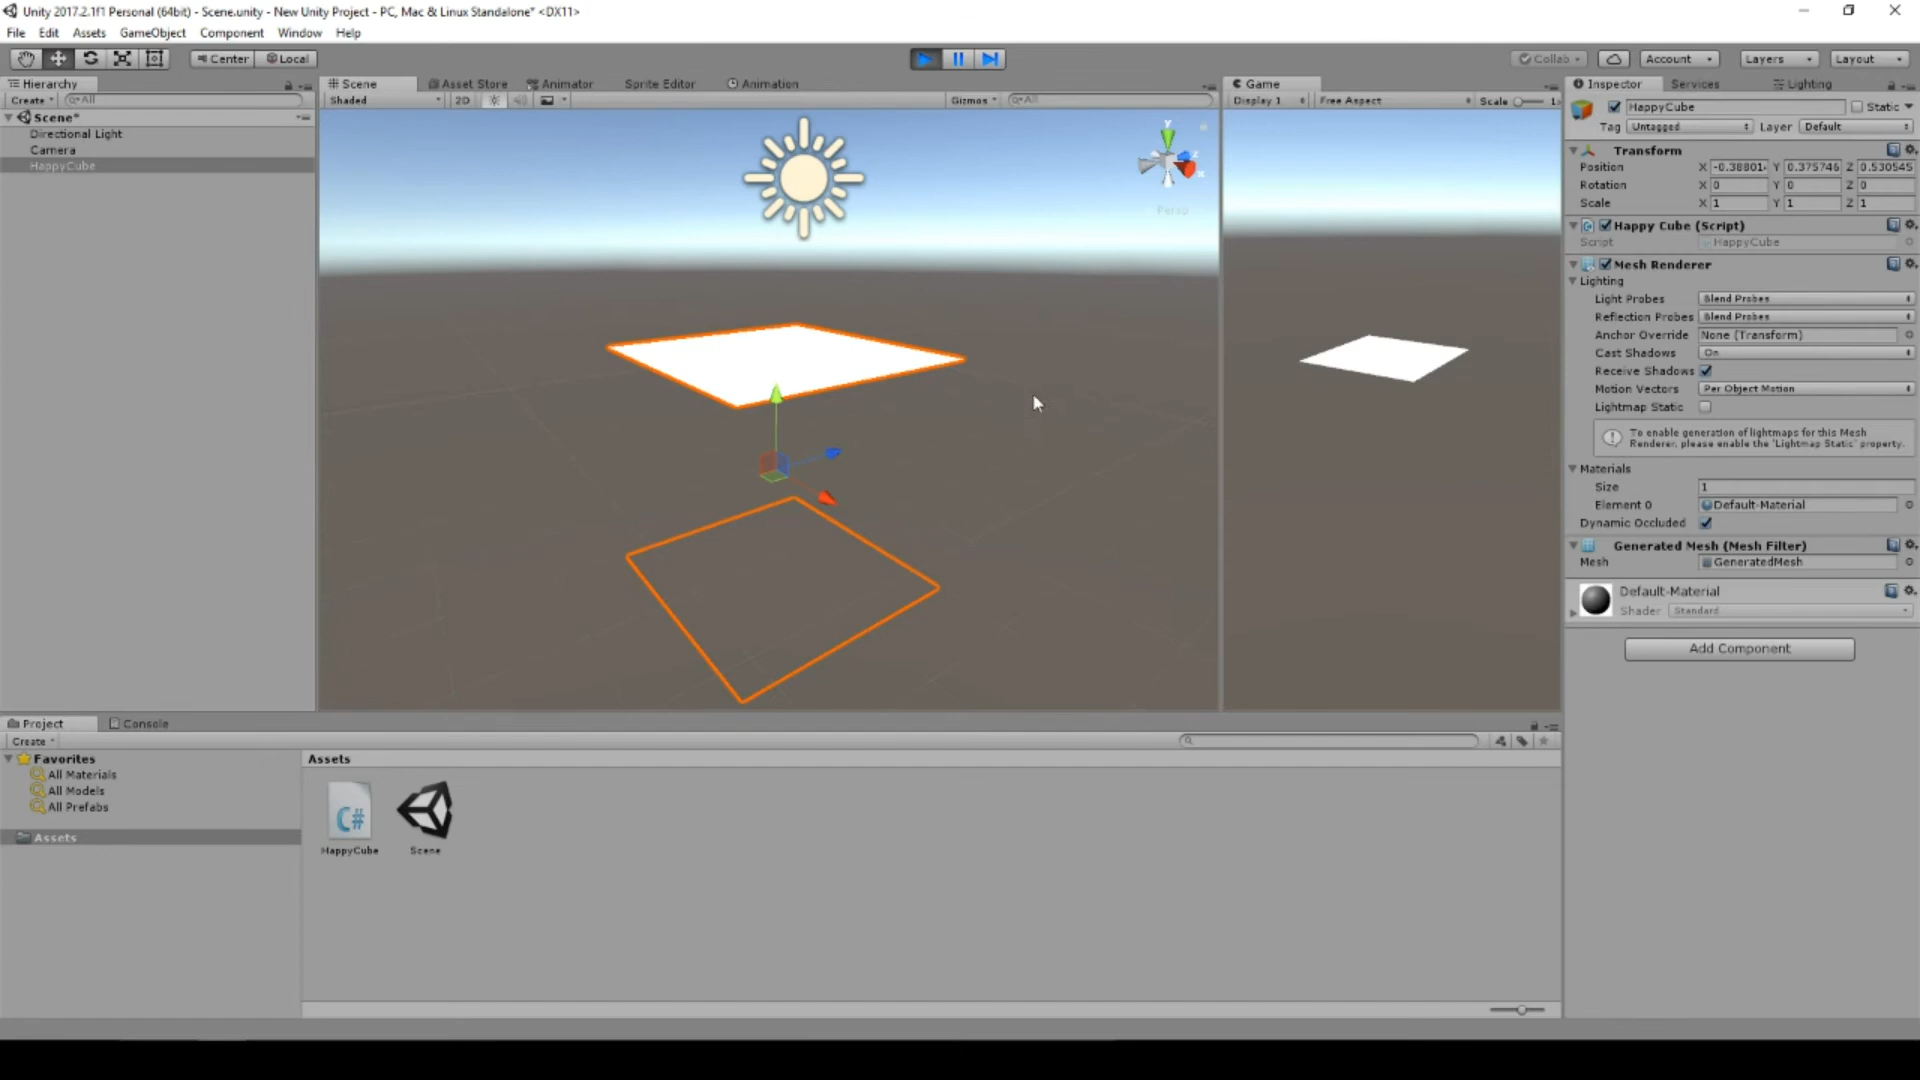 Unity 2017.2.1f1 Personal (64bit) - Scene.unity - New Unity Project - PC, Mac & Linux Standalone* <DX11>
File Edit Assets GameObject Component Window Help
Center Local
Collab Account Layers Layout
Hierarchy
Create All
Scene*
Directional Light
Camera
HappyCube
Scene Asset Store Animator Sprite Editor Animation
Shaded 2D Gizmos All
Y
X
Persp
Game
Display 1 Free Aspect Scale 1x
Inspector Services Lighting
HappyCube Static
Tag Untagged Layer Default
Transform
Position X -0.38801 Y 0.375746 Z 0.530545
Rotation X 0 Y 0 Z 0
Scale X 1 Y 1 Z 1
Happy Cube (Script)
Script HappyCube
Mesh Renderer
Lighting
Light Probes Blend Probes
Reflection Probes Blend Probes
Anchor Override None (Transform)
Cast Shadows On
Receive Shadows
Motion Vectors Per Object Motion
Lightmap Static
To enable generation of lightmaps for this Mesh
Renderer, please enable the 'Lightmap Static' property.
Materials
Size 1
Element 0 Default-Material
Dynamic Occluded
Generated Mesh (Mesh Filter)
Mesh GeneratedMesh
Default-Material
Shader Standard
Add Component
Project Console
Create
Favorites
All Materials
All Models
All Prefabs
Assets
Assets
C#
HappyCube Scene